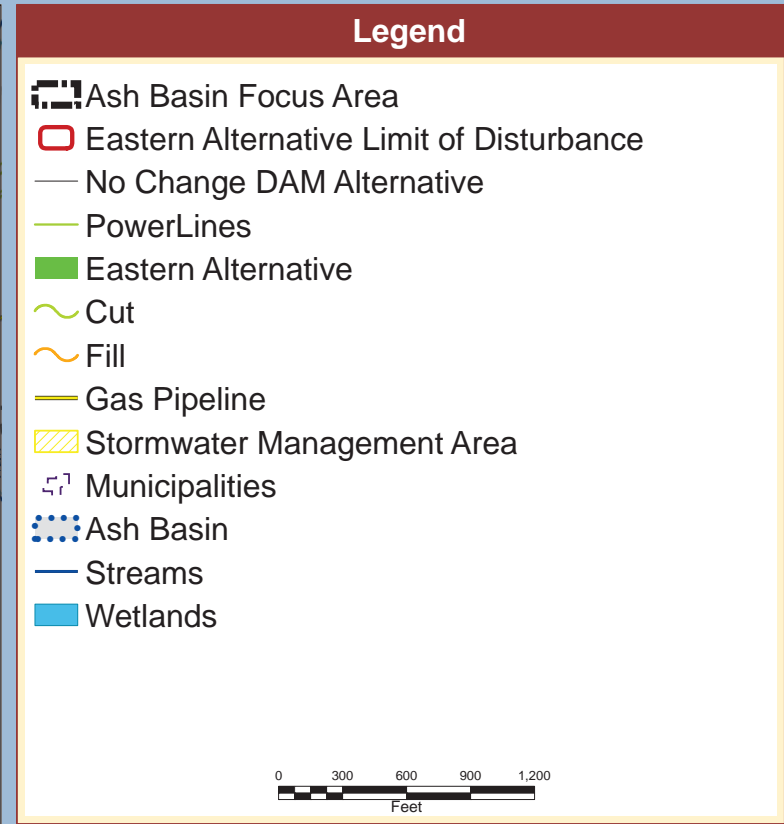 Legend
Ash Basin Focus Area
Eastern Alternative Limit of Disturbance
No Change DAM Alternative
PowerLines
Eastern Alternative
Cut
Fill
Gas Pipeline
Stormwater Management Area
Municipalities
Ash Basin
Streams
Wetlands
0 300 600 900 1,200
Feet